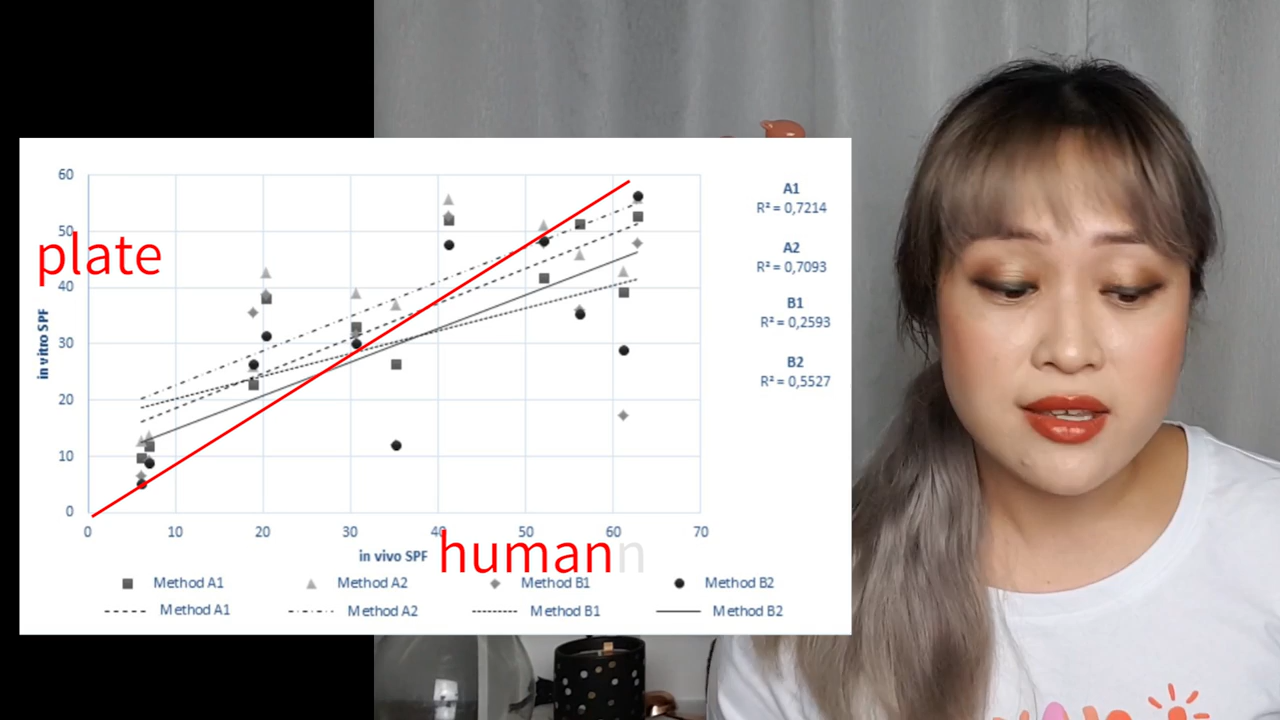 60
50
plate
40
in vitro SPF
30
20
10
0
0 10 20 30 40 50 60 70
in vivo SPF
humann
Method A1 Method A2 Method B1 Method B2
Method A1 Method A2 Method B1 Method B2
A1
R² = 0,7214
A2
R² = 0,7093
B1
R² = 0,2593
B2
R² = 0,5527